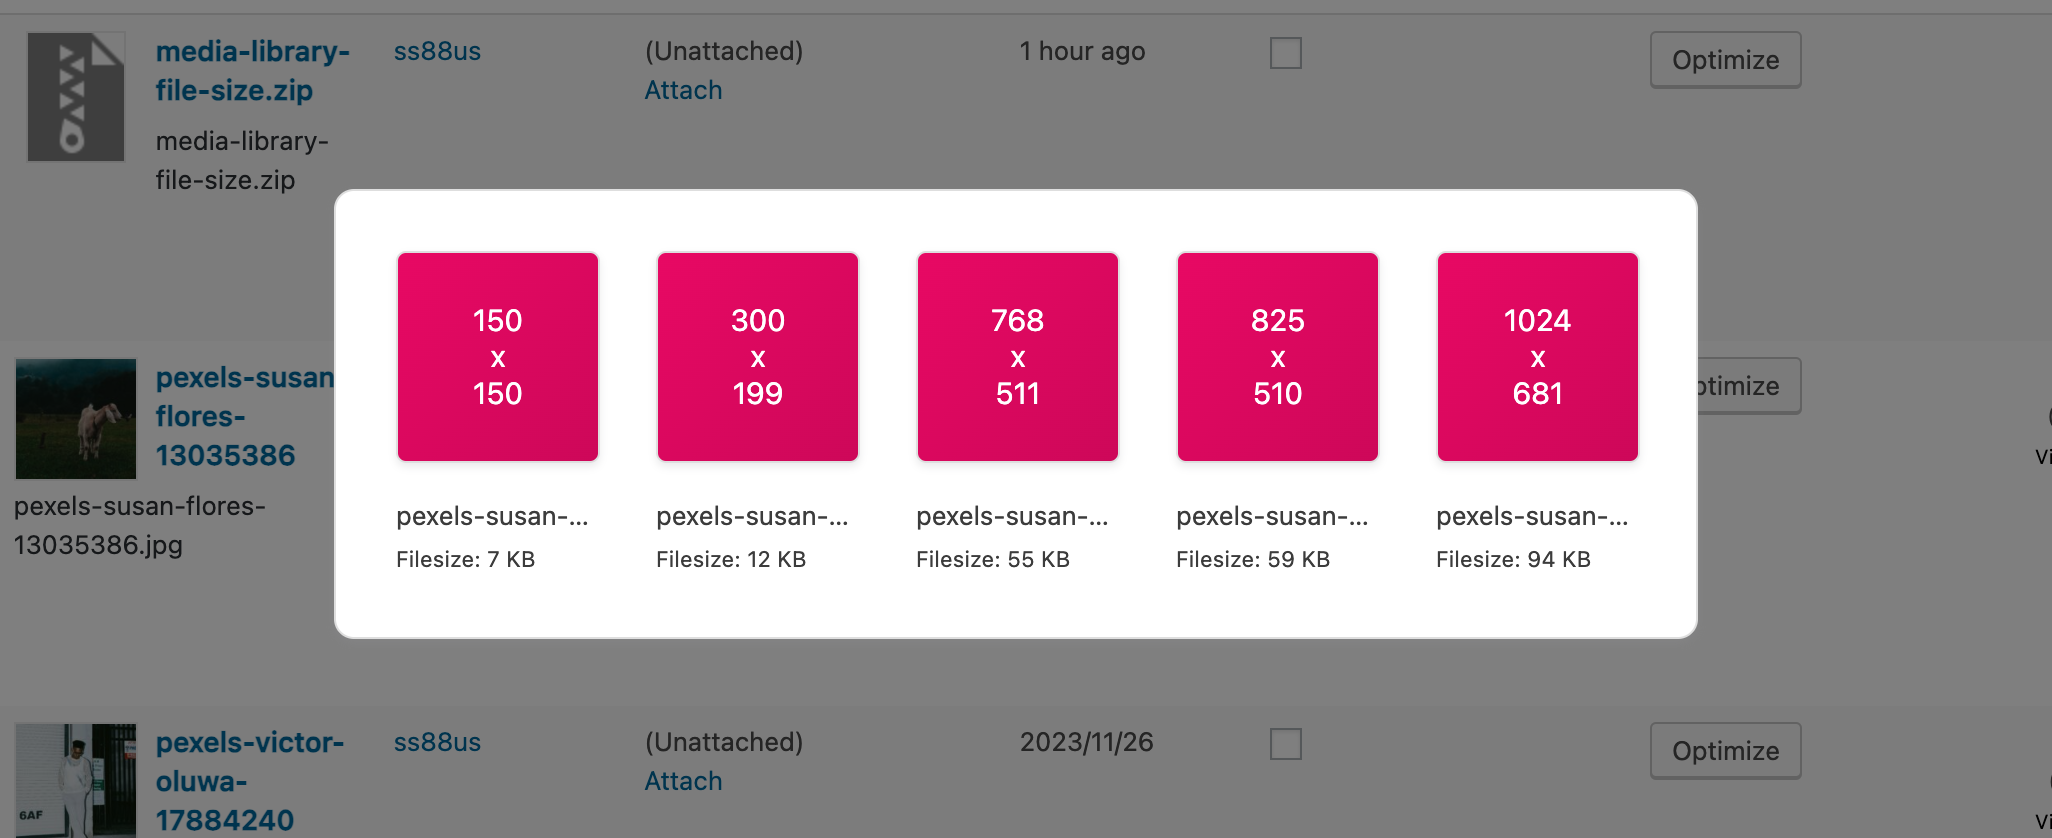 media-library-
file-size.zip
media-library-
file-size.zip
ss88us
(Unattached)
Attach
1 hour ago
Optimize
150
x
150
pexels-susan-...
Filesize: 7 KB
300
x
199
pexels-susan-...
Filesize: 12 KB
768
x
511
pexels-susan-...
Filesize: 55 KB
825
x
510
pexels-susan-...
Filesize: 59 KB
1024
x
681
pexels-susan-...
Filesize: 94 KB
pexels-susan
flores-
13035386
pexels-susan-flores-
13035386.jpg
ptimize
Vi
pexels-victor-
oluwa-
17884240
6AF
ss88us
(Unattached)
Attach
2023/11/26
Optimize
Vi